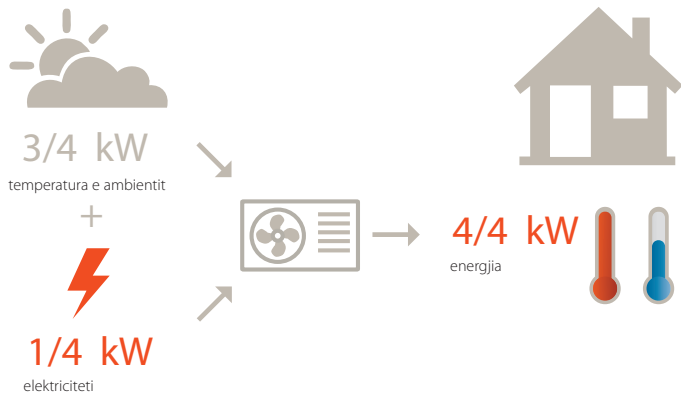 3/4 kW
temperatura e ambientit
+
1/4 kW
elektriciteti
4/4 kW
energjia